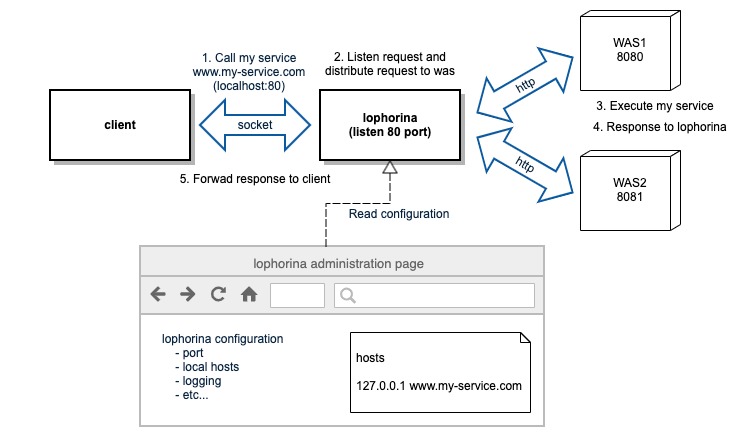 1. Call my service
www.my-service.com
(localhost:80)
2. Listen request and
distribute request to was
WAS1
8080
client
socket
lophorina
(listen 80 port)
http
3. Execute my service
4. Response to lophorina
http
5. Forwad response to client
WAS2
8081
Read configuration
lophorina administration page
lophorina configuration
- port
- local hosts
- logging
- etc...
hosts
127.0.0.1 www.my-service.com